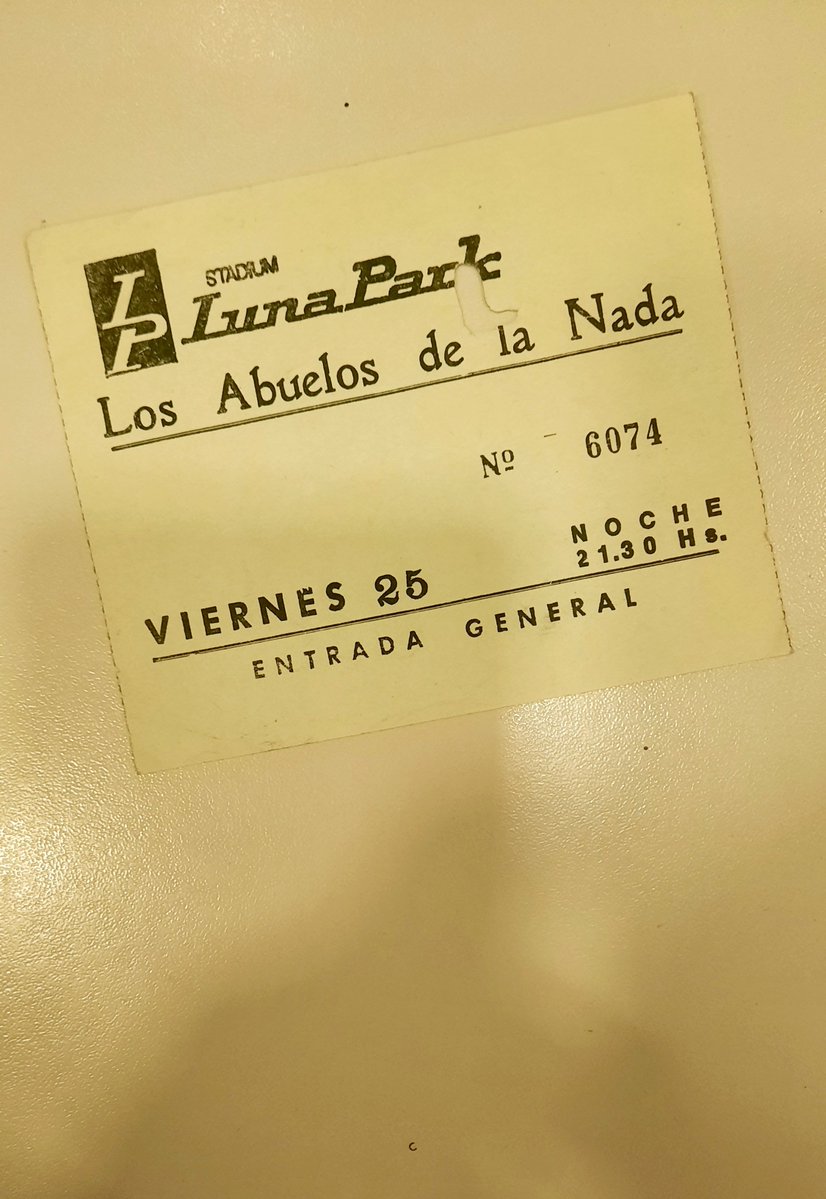 LP
STADIUM
Luna Park
Los Abuelos de la Nada
Nº 6074
NOCHE
21.30 Hs.
VIERNES 25
ENTRADA GENERAL